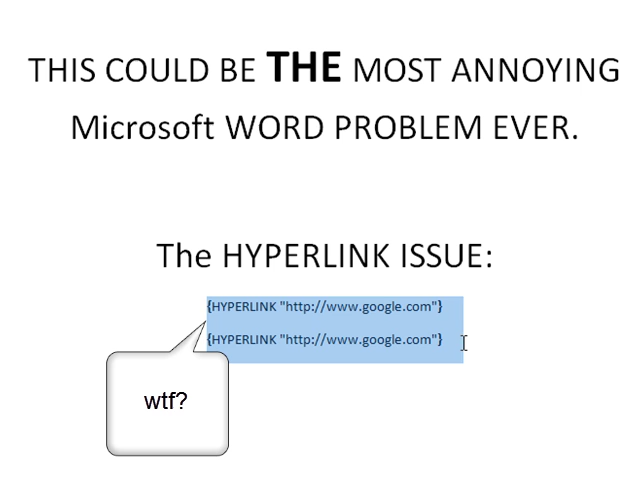 THIS COULD BE THE MOST ANNOYING
Microsoft WORD PROBLEM EVER.
The HYPERLINK ISSUE:
{HYPERLINK "http://www.google.com"}
{HYPERLINK "http://www.google.com"}
wtf?